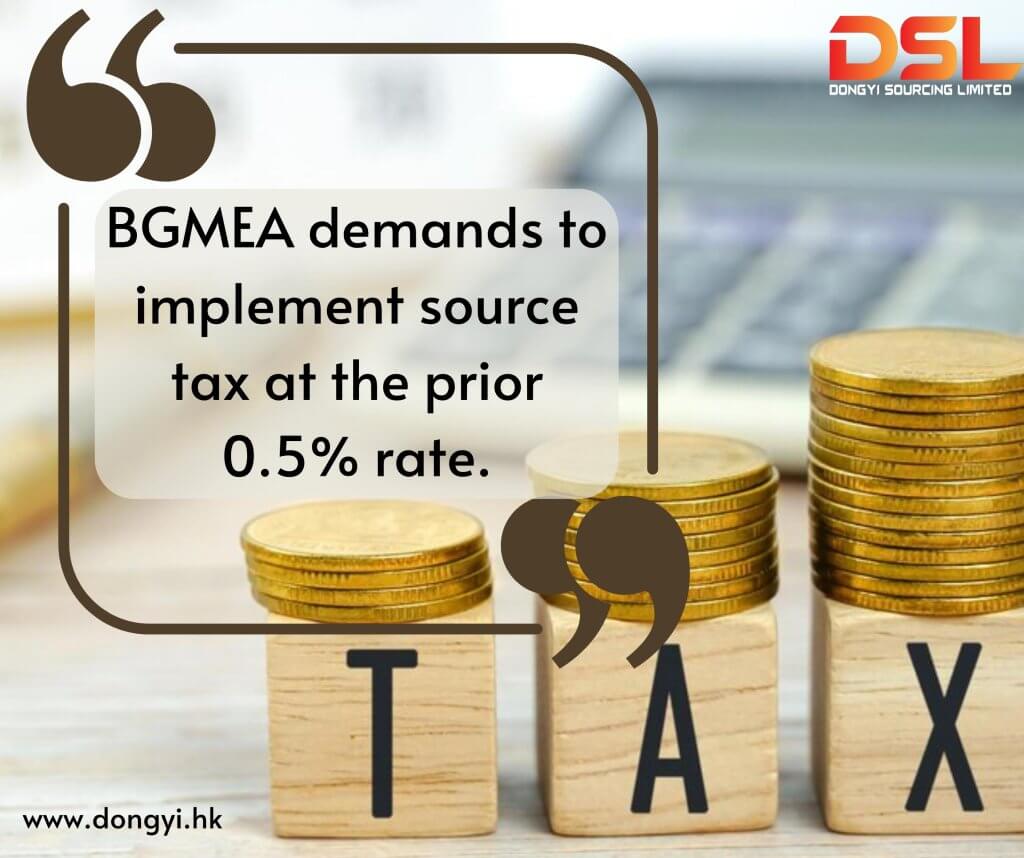 DSL
DONGYI SOURCING LIMITED
BGMEA demands to
implement source
tax at the prior
0.5% rate.
T A X
www.dongyi.hk